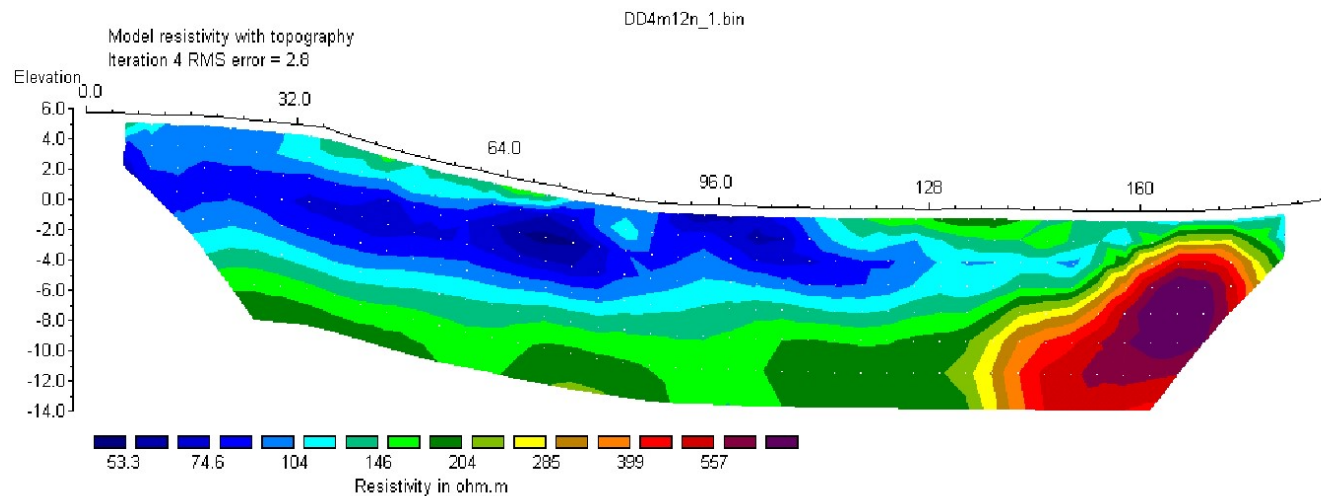 DD4m12n_1.bin
Model resistivity with topography
Iteration 4 RMS error = 2.8
Elevation
0.0
32.0
64.0
96.0
128
160
6.0
4.0
2.0
0.0
-2.0
-4.0
-6.0
-8.0
-10.0
-12.0
-14.0
53.3 74.6 104 146 204 285 399 557
Resistivity in ohm.m